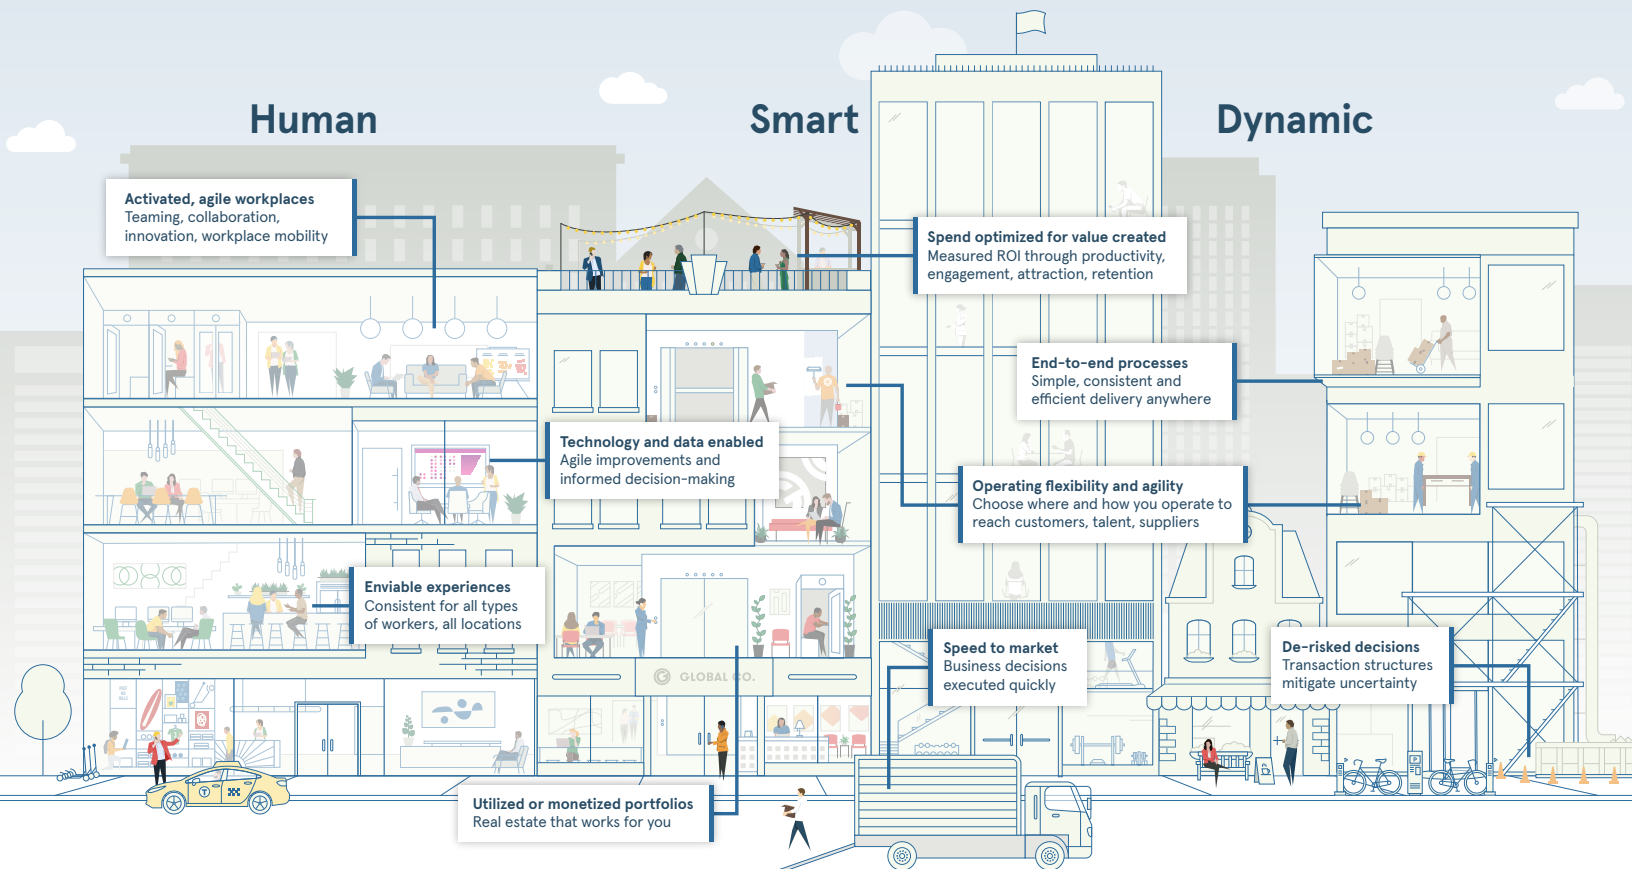 Human
Smart
Dynamic
Activated, agile workplaces
Teaming, collaboration,
innovation, workplace mobility
Spend optimized for value created
Measured ROI through productivity,
engagement, attraction, retention
End-to-end processes
Simple, consistent and
efficient delivery anywhere
Technology and data enabled
Agile improvements and
informed decision-making
Operating flexibility and agility
Choose where and how you operate to
reach customers, talent, suppliers
Enviable experiences
Consistent for all types
of workers, all locations
Speed to market
Business decisions
executed quickly
De-risked decisions
Transaction structures
mitigate uncertainty
GLOBAL CO.
Utilized or monetized portfolios
Real estate that works for you
T
P